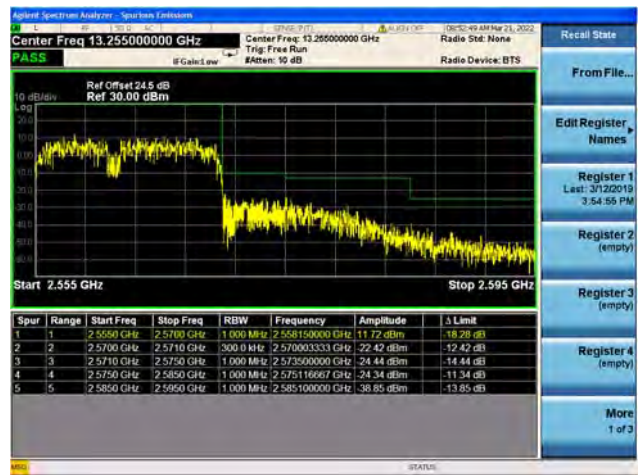 Agilent Spectrum Analyzer - Spurious Emissions
Center Freq 13.255000000 GHz
PASS
IFGain:Low
Center Freq: 13.255000000 GHz
Trig: Free Run
#Atten: 10 dB
ALIGN OFF
08:52:49 AM Mar 21, 2022
Radio Std: None
Radio Device: BTS
Recall State
Ref Offset 24.5 dB
10 dB/div Ref 30.00 dBm
Log
20.0
10.0
0.00
Start 2.555 GHz Stop 2.595 GHz
Spur Range Start Freq Stop Freq RBW Frequency Amplitude Δ Limit
1 1 2.5550 GHz 2.5700 GHz 1.000 MHz 2.558150000 GHz 11.72 dBm -18.28 dB
2 2 2.5700 GHz 2.5710 GHz 300.0 kHz 2.570003333 GHz -22.42 dBm -12.42 dB
3 3 2.5710 GHz 2.5750 GHz 1.000 MHz 2.573500000 GHz -24.44 dBm -14.44 dB
4 4 2.5750 GHz 2.5850 GHz 1.000 MHz 2.575116667 GHz -24.34 dBm -11.34 dB
5 5 2.5850 GHz 2.5950 GHz 1.000 MHz 2.585100000 GHz -38.85 dBm -13.85 dB
From File...
Edit Register
Names
Register 1
Last: 3/12/2019
3:54:55 PM
Register 2
(empty)
Register 3
(empty)
Register 4
(empty)
More
1 of 3
MSG
STATUS